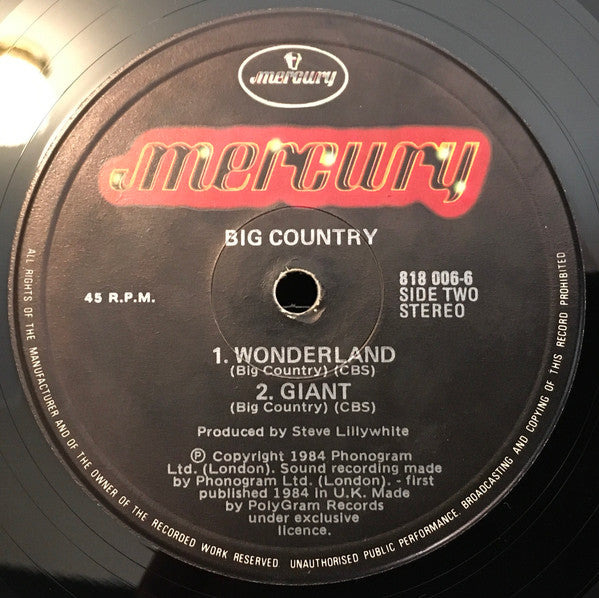 mercury
mercury
BIG COUNTRY
45 R.P.M.
818 006-6
SIDE TWO
STEREO
1. WONDERLAND
(Big Country) (CBS)
2. GIANT
(Big Country) (CBS)
Produced by Steve Lillywhite
Ⓟ Copyright 1984 Phonogram
Ltd. (London). Sound recording made
by Phonogram Ltd. (London). - first
published 1984 in U.K. Made
by PolyGram Records
under exclusive
licence.
ALL RIGHTS OF THE MANUFACTURER AND OF THE OWNER OF THE RECORDED WORK RESERVED UNAUTHORISED PUBLIC PERFORMANCE, BROADCASTING AND COPYING OF THIS RECORD PROHIBITED